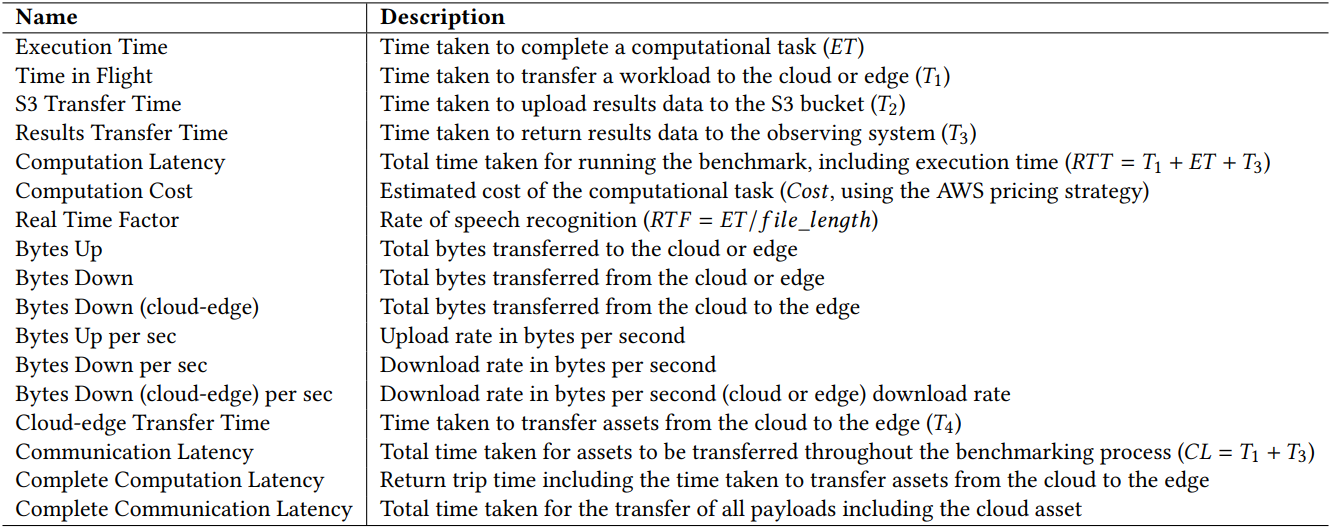 Name Description
Execution Time Time taken to complete a computational task (ET)
Time in Flight Time taken to transfer a workload to the cloud or edge (T1)
S3 Transfer Time Time taken to upload results data to the S3 bucket (T2)
Results Transfer Time Time taken to return results data to the observing system (T3)
Computation Latency Total time taken for running the benchmark, including execution time (RTT = T1 + ET + T3)
Computation Cost Estimated cost of the computational task (Cost, using the AWS pricing strategy)
Real Time Factor Rate of speech recognition (RTF = ET/file_length)
Bytes Up Total bytes transferred to the cloud or edge
Bytes Down Total bytes transferred from the cloud or edge
Bytes Down (cloud-edge) Total bytes transferred from the cloud to the edge
Bytes Up per sec Upload rate in bytes per second
Bytes Down per sec Download rate in bytes per second
Bytes Down (cloud-edge) per sec Download rate in bytes per second (cloud or edge) download rate
Cloud-edge Transfer Time Time taken to transfer assets from the cloud to the edge (T4)
Communication Latency Total time taken for assets to be transferred throughout the benchmarking process (CL = T1 + T3)
Complete Computation Latency Return trip time including the time taken to transfer assets from the cloud to the edge
Complete Communication Latency Total time taken for the transfer of all payloads including the cloud asset